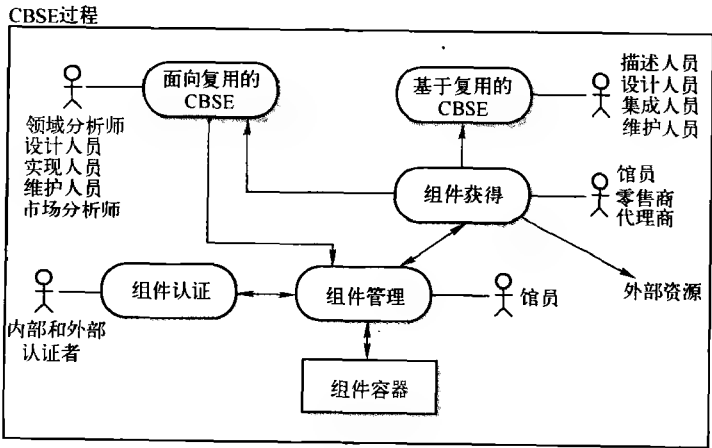 CBSE过程
面向复用的
CBSE
领域分析师
设计人员
实现人员
维护人员
市场分析师
基于复用的
CBSE
描述人员
设计人员
集成人员
维护人员
组件获得
馆员
零售商
代理商
外部资源
组件认证
内部和外部
认证者
组件管理
馆员
组件容器